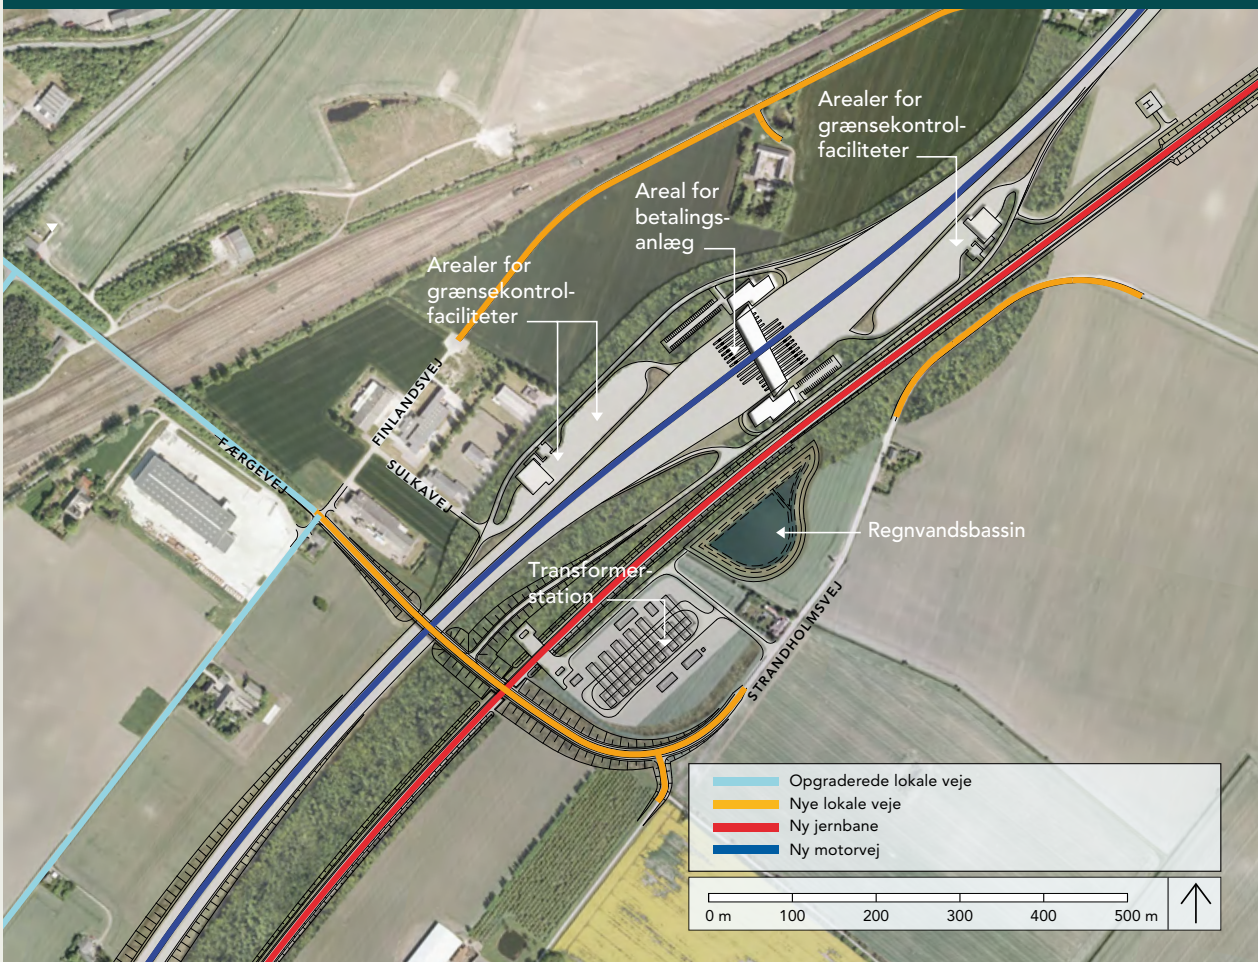 Arealer for
grænsekontrol-
faciliteter
H
Areal for
betalings-
anlæg
Arealer for
grænsekontrol-
faciliteter
FINLANDSVEJ
SULKAVEJ
FÆRGEVEJ
Regnvandsbassin
Transformer-
station
STRANDHOLMSVEJ
Opgraderede lokale veje
Nye lokale veje
Ny jernbane
Ny motorvej
0 m 100 200 300 400 500 m